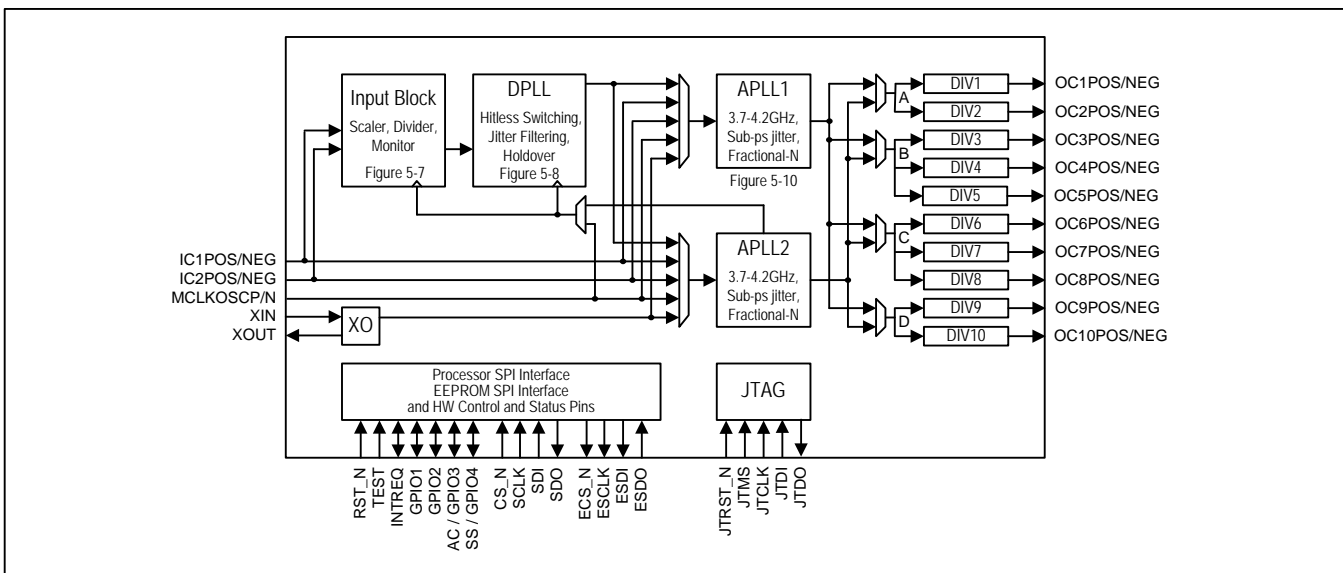 Input Block
Scaler, Divider,
Monitor
Figure 5-7
DPLL
Hitless Switching,
Jitter Filtering,
Holdover
Figure 5-8
APLL1
3.7-4.2GHz,
Sub-ps jitter,
Fractional-N
Figure 5-10
APLL2
3.7-4.2GHz,
Sub-ps jitter,
Fractional-N
A
B
C
D
DIV1
DIV2
DIV3
DIV4
DIV5
DIV6
DIV7
DIV8
DIV9
DIV10
OC1POS/NEG
OC2POS/NEG
OC3POS/NEG
OC4POS/NEG
OC5POS/NEG
OC6POS/NEG
OC7POS/NEG
OC8POS/NEG
OC9POS/NEG
OC10POS/NEG
IC1POS/NEG
IC2POS/NEG
MCLKOSCP/N
XIN
XOUT
XO
Processor SPI Interface
EEPROM SPI Interface
and HW Control and Status Pins
JTAG
RST_N
TEST
INTREQ
GPIO1
GPIO2
AC / GPIO3
SS / GPIO4
CS_N
SCLK
SDI
SDO
ECS_N
ESCLK
ESDI
ESDO
JTRST_N
JTMS
JTCLK
JTDI
JTDO